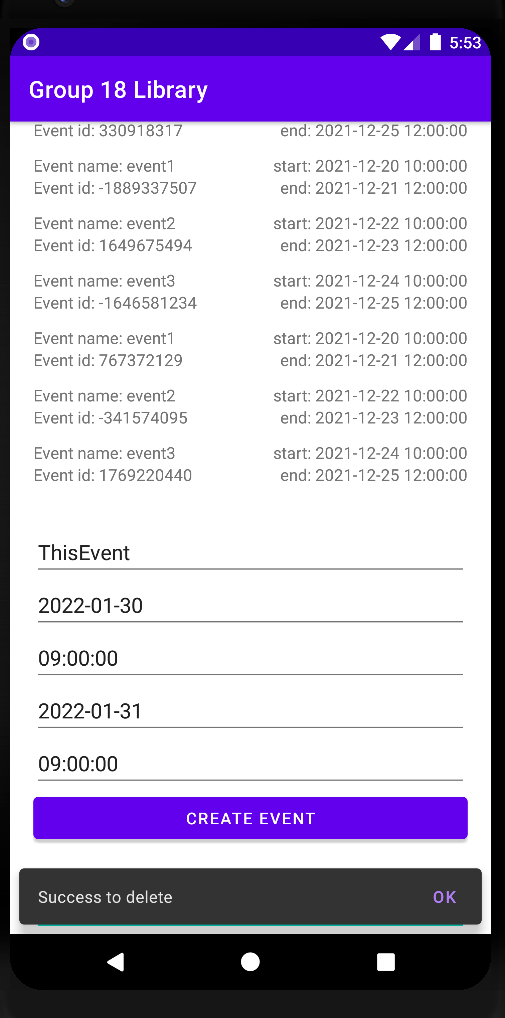 5:53
Group 18 Library
Event id: 330918317 end: 2021-12-25 12:00:00
Event name: event1 start: 2021-12-20 10:00:00
Event id: -1889337507 end: 2021-12-21 12:00:00
Event name: event2 start: 2021-12-22 10:00:00
Event id: 1649675494 end: 2021-12-23 12:00:00
Event name: event3 start: 2021-12-24 10:00:00
Event id: -1646581234 end: 2021-12-25 12:00:00
Event name: event1 start: 2021-12-20 10:00:00
Event id: 767372129 end: 2021-12-21 12:00:00
Event name: event2 start: 2021-12-22 10:00:00
Event id: -341574095 end: 2021-12-23 12:00:00
Event name: event3 start: 2021-12-24 10:00:00
Event id: 1769220440 end: 2021-12-25 12:00:00
ThisEvent
2022-01-30
09:00:00
2022-01-31
09:00:00
CREATE EVENT
Success to delete OK